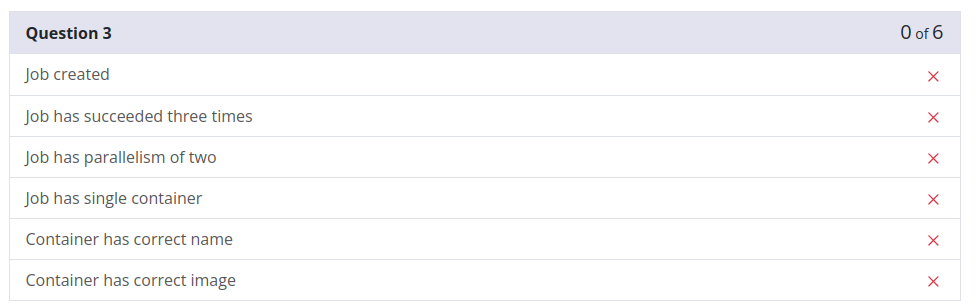 Question 3 0 of 6
Job created
Job has succeeded three times
Job has parallelism of two
Job has single container
Container has correct name
Container has correct image